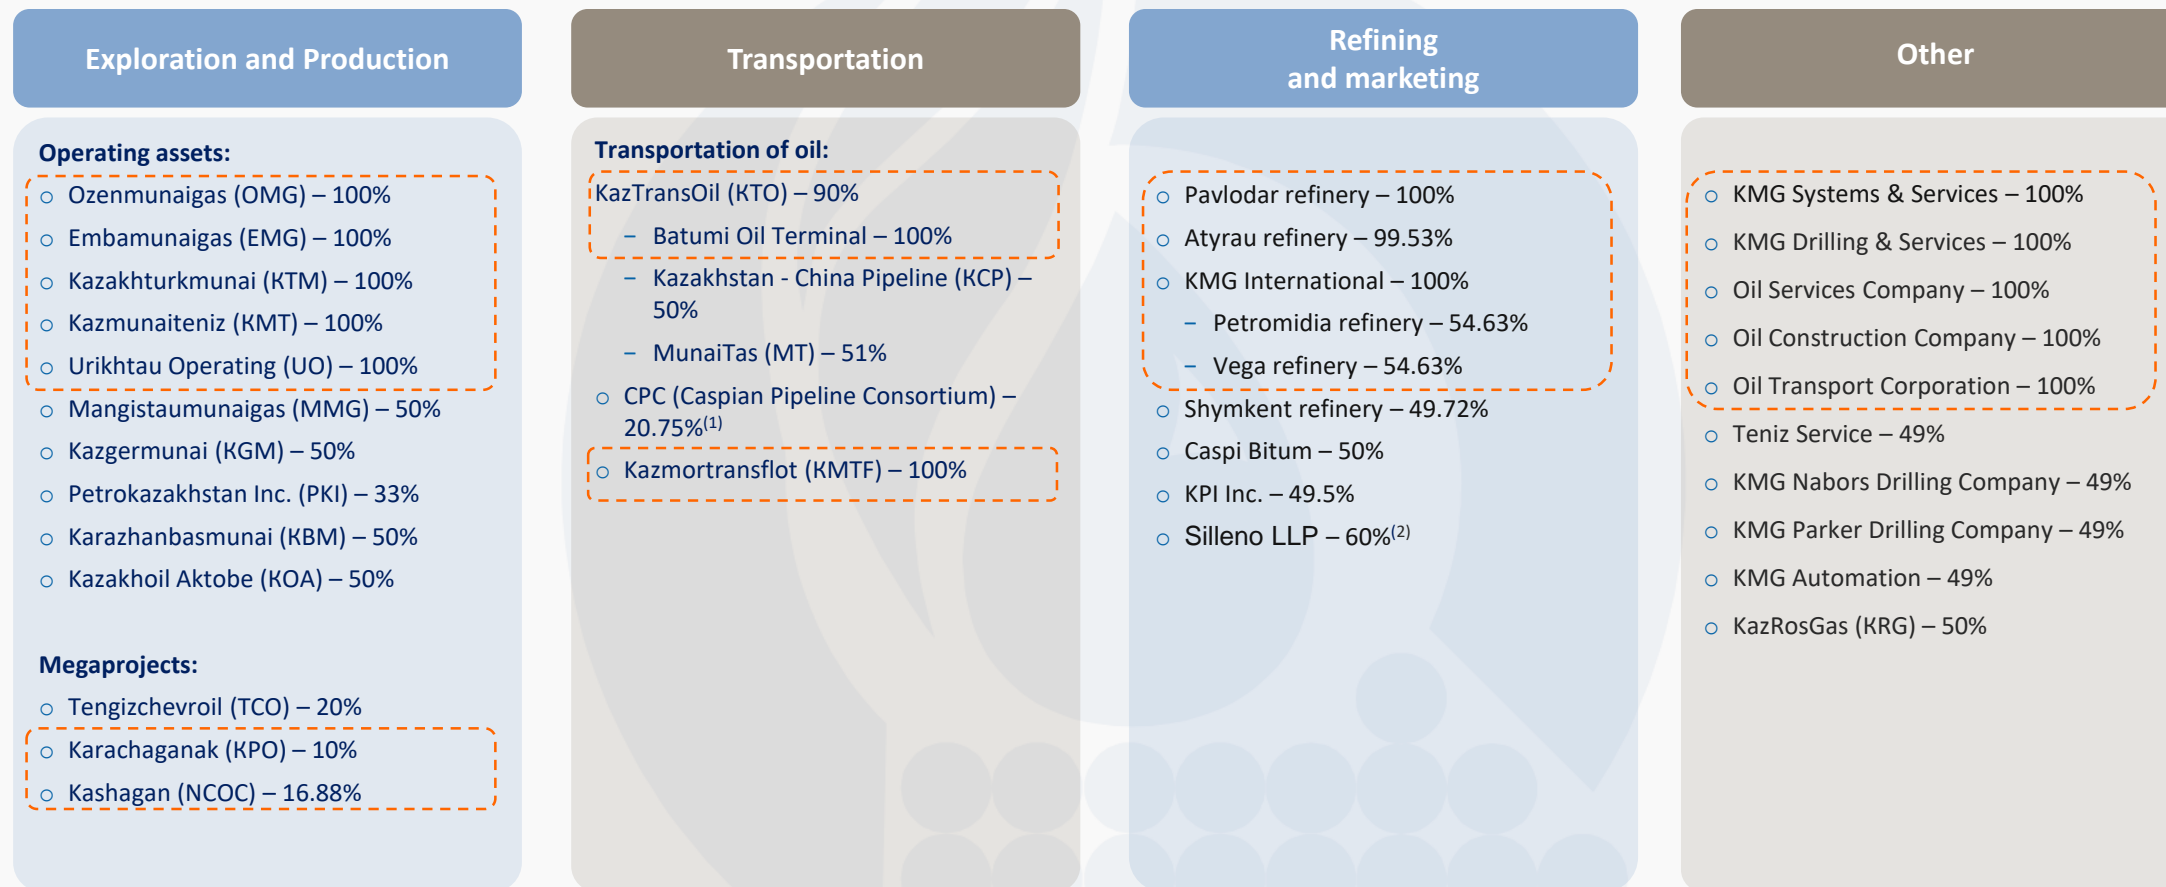 Exploration and Production
Operating assets:
○ Ozenmunaigas (OMG) – 100%
○ Embamunaigas (EMG) – 100%
○ Kazakhturkmunai (KTM) – 100%
○ Kazmunaiteniz (KMT) – 100%
○ Urikhtau Operating (UO) – 100%
○ Mangistaumunaigas (MMG) – 50%
○ Kazgermunai (KGM) – 50%
○ Petrokazakhstan Inc. (PKI) – 33%
○ Karazhanbasmunai (KBM) – 50%
○ Kazakhoil Aktobe (KOA) – 50%
Megaprojects:
○ Tengizchevroil (TCO) – 20%
○ Karachaganak (KPO) – 10%
○ Kashagan (NCOC) – 16.88%
Transportation
Transportation of oil:
KazTransOil (KTO) – 90%
– Batumi Oil Terminal – 100%
– Kazakhstan - China Pipeline (KCP) –
50%
– MunaiTas (MT) – 51%
○ CPC (Caspian Pipeline Consortium) –
20.75%(1)
○ Kazmortransflot (KMTF) – 100%
Refining
and marketing
○ Pavlodar refinery – 100%
○ Atyrau refinery – 99.53%
○ KMG International – 100%
– Petromidia refinery – 54.63%
– Vega refinery – 54.63%
○ Shymkent refinery – 49.72%
○ Caspi Bitum – 50%
○ KPI Inc. – 49.5%
○ Silleno LLP – 60%(2)
Other
○ KMG Systems & Services – 100%
○ KMG Drilling & Services – 100%
○ Oil Services Company – 100%
○ Oil Construction Company – 100%
○ Oil Transport Corporation – 100%
○ Teniz Service – 49%
○ KMG Nabors Drilling Company – 49%
○ KMG Parker Drilling Company – 49%
○ KMG Automation – 49%
○ KazRosGas (KRG) – 50%